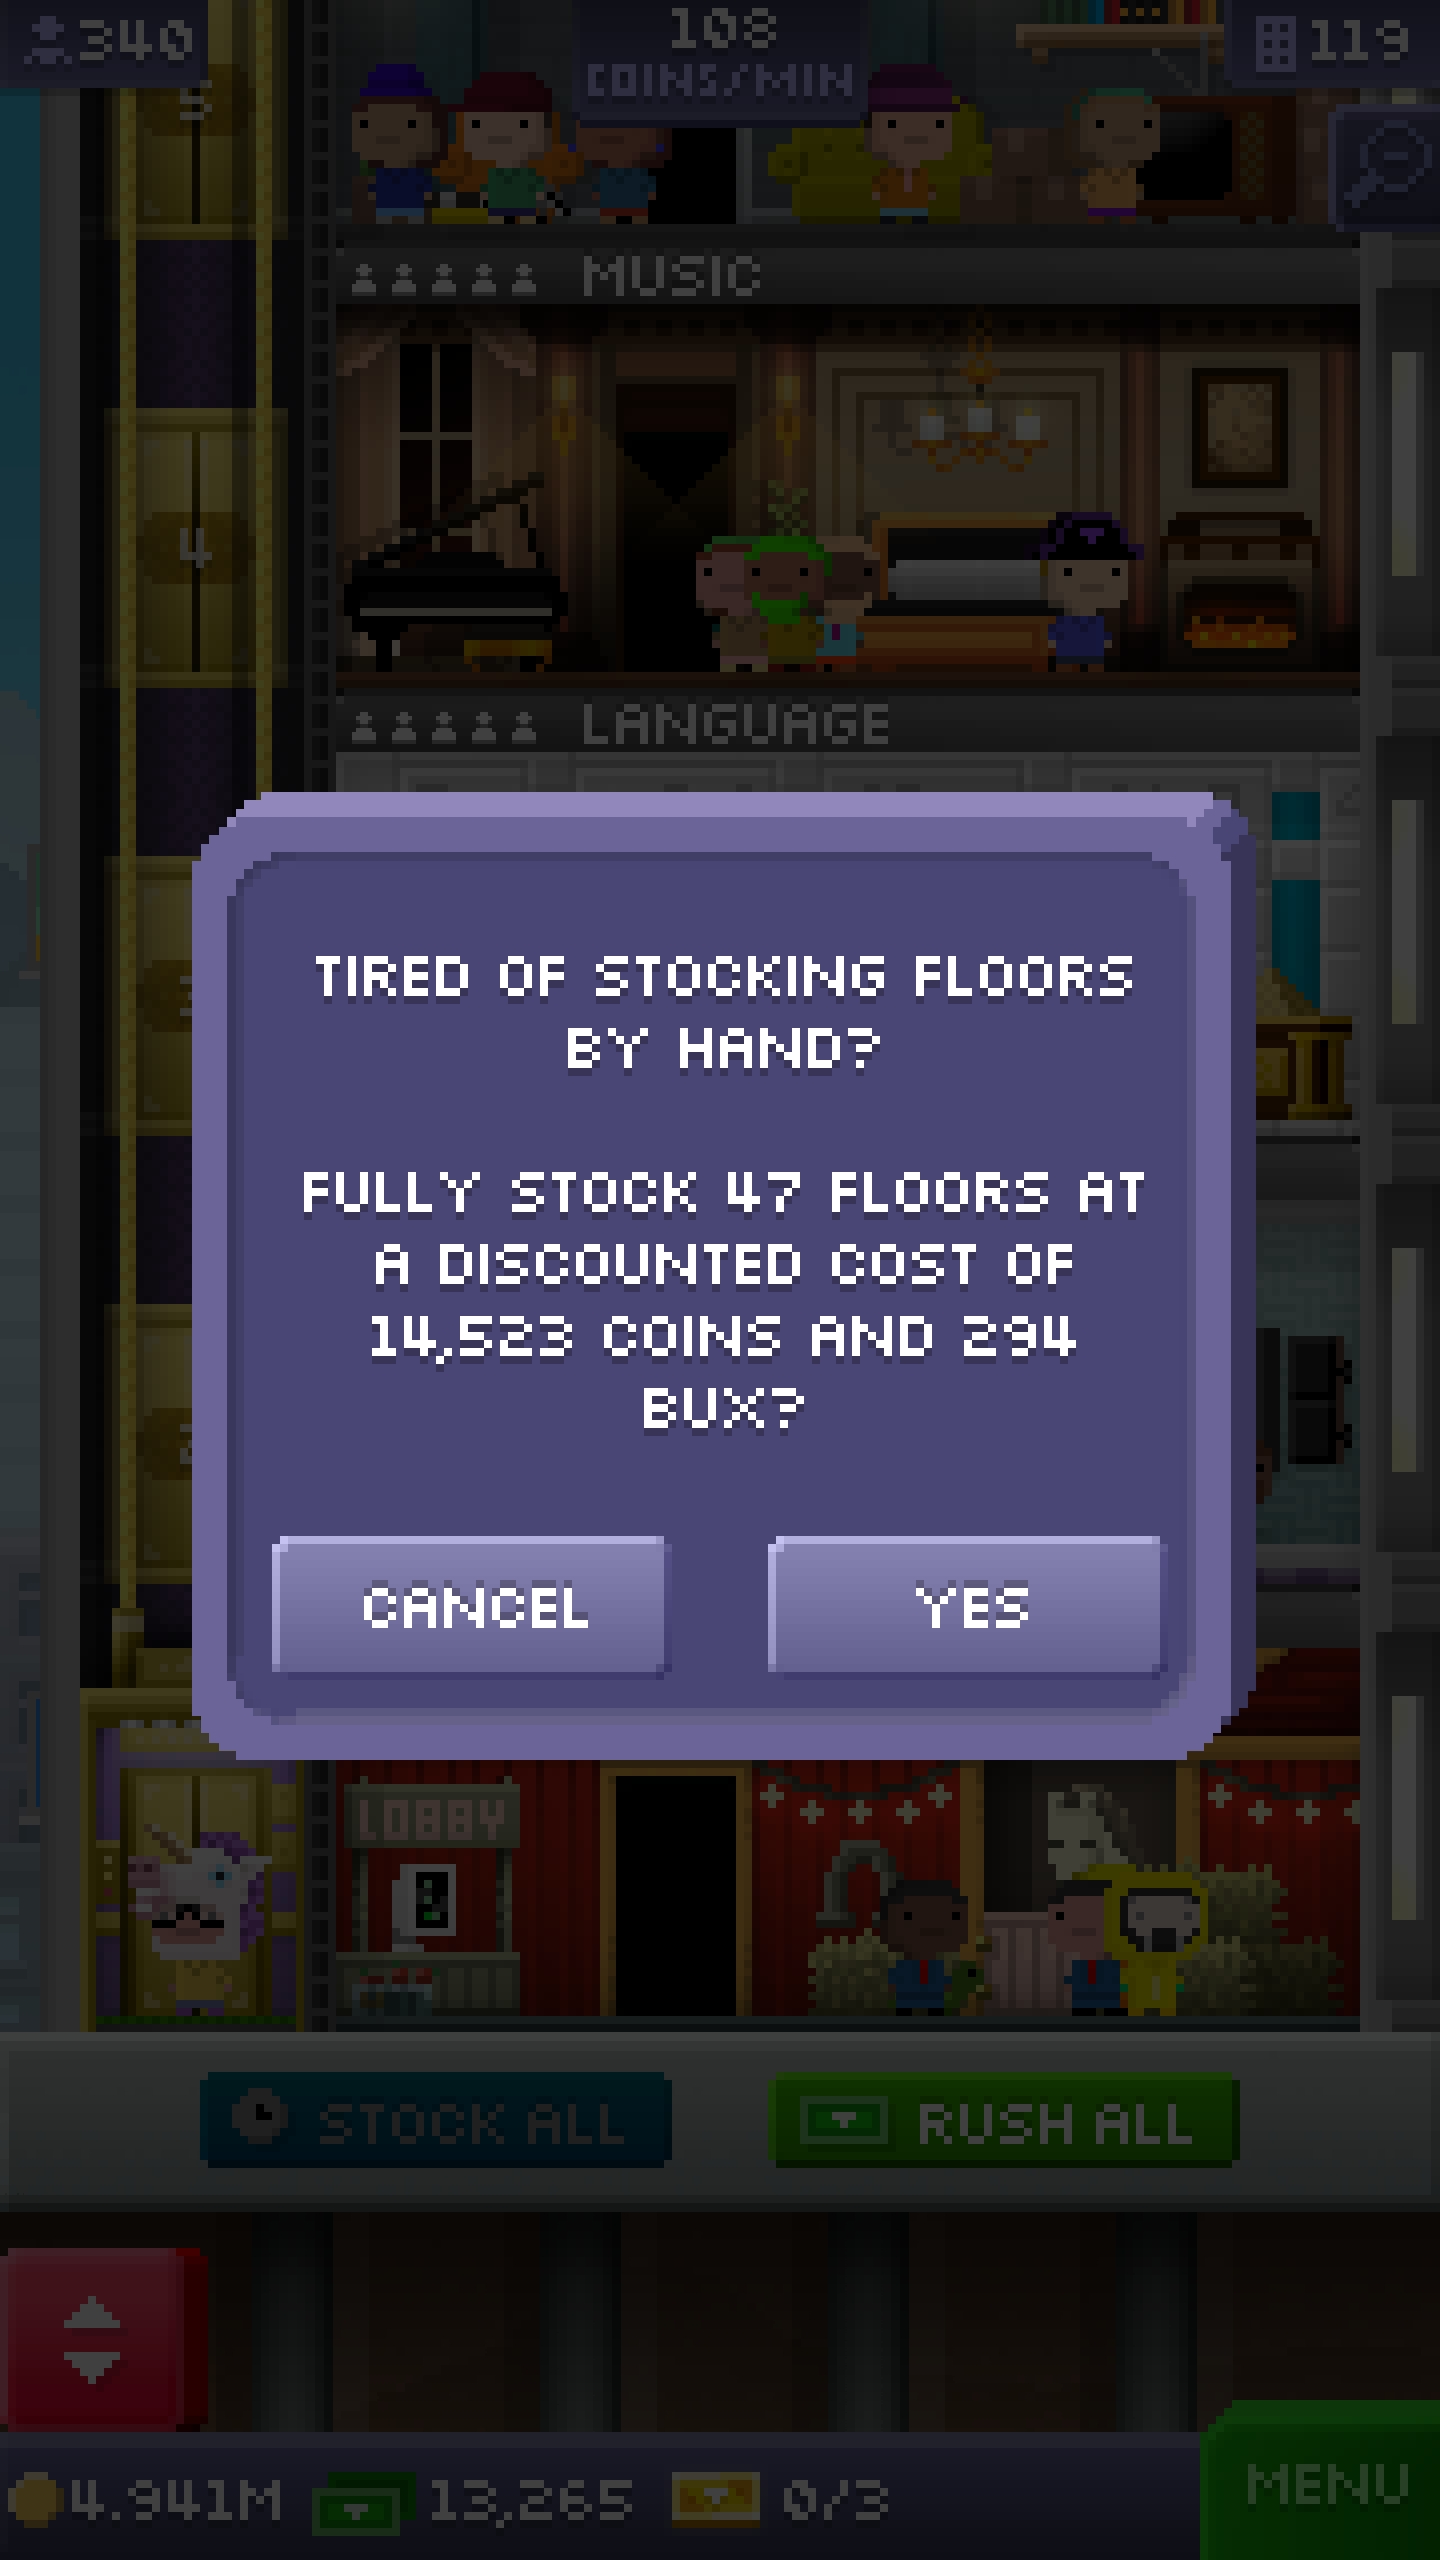 340
108
COINS/MIN
119
5
MUSIC
4
LANGUAGE
TIRED OF STOCKING FLOORS
BY HAND?
FULLY STOCK 47 FLOORS AT
A DISCOUNTED COST OF
14,523 COINS AND 294
BUX?
CANCEL
YES
LOBBY
STOCK ALL
RUSH ALL
4.941M
13,265
0/3
MENU